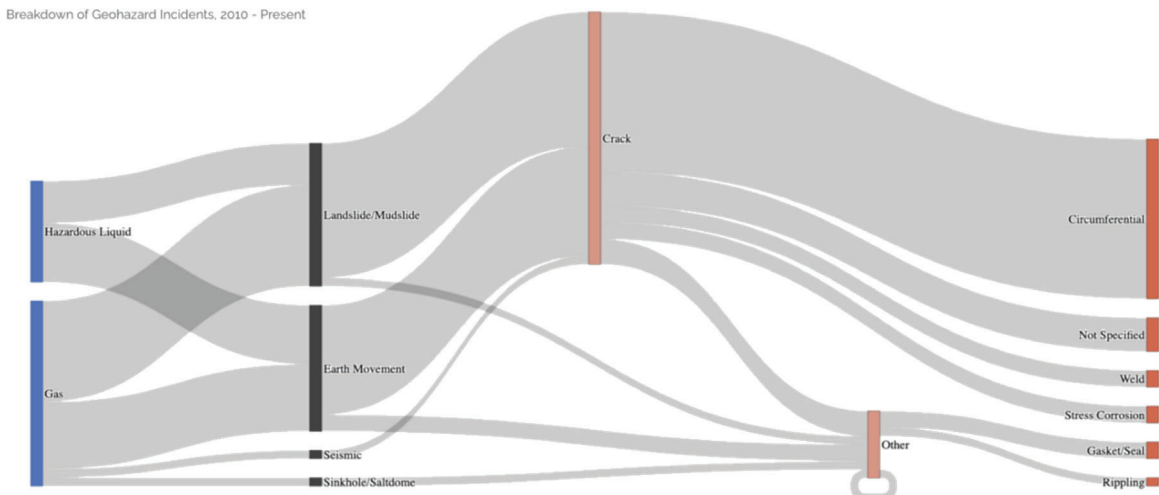 Breakdown of Geohazard Incidents, 2010 - Present
Hazardous Liquid
Gas
Landslide/Mudslide
Earth Movement
Seismic
Sinkhole/Saltdome
Crack
Other
Circumferential
Not Specified
Weld
Stress Corrosion
Gasket/Seal
Rippling